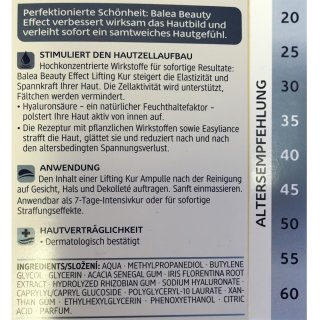 Perfektionierte Schönheit: Balea Beauty
Effect verbessert wirksam das Hautbild und
verleiht sofort ein samtweiches Hautgefühl.
STIMULIERT DEN HAUTZELLAUFBAU
Hochkonzentrierte Wirkstoffe für sofortige Resultate:
Balea Beauty Effect Lifting Kur steigert die Elastizität und
Spannkraft Ihrer Haut. Die Zellaktivität wird unterstützt,
Fältchen werden vermindert.
• Hyaluronsäure – ein natürlicher Feuchthaltefaktor –
polstert Ihre Haut aktiv von innen auf.
• Die Rezeptur mit pflanzlichen Wirkstoffen sowie Easyliance
strafft die Haut, glättet sie und reduziert nach und nach
den altersbedingten Spannungsverlust.
ANWENDUNG
Den Inhalt einer Lifting Kur Ampulle nach der Reinigung
auf Gesicht, Hals und Dekolleté auftragen. Sanft einmassieren.
Anwendbar als 7-Tage-Intensivkur oder für sofortige
Straffungseffekte.
HAUTVERTRÄGLICHKEIT
• Dermatologisch bestätigt
INGREDIENTS/SLOŽENÍ: AQUA · METHYLPROPANEDIOL · BUTYLENE
GLYCOL · GLYCERIN · ACACIA SENEGAL GUM · IRIS FLORENTINA ROOT
EXTRACT · HYDROLYZED RHIZOBIAN GUM · SODIUM HYALURONATE ·
CAPRYLYL/CAPRYL GLUCOSIDE · POLYGLYCERYL-10 LAURATE · XAN-
THAN GUM · ETHYLHEXYLGLYCERIN · PHENOXYETHANOL · CITRIC
ACID · PARFUM.
ALTERSEMPFEHLUNG
20
25
30
35
40
45
50
55
60